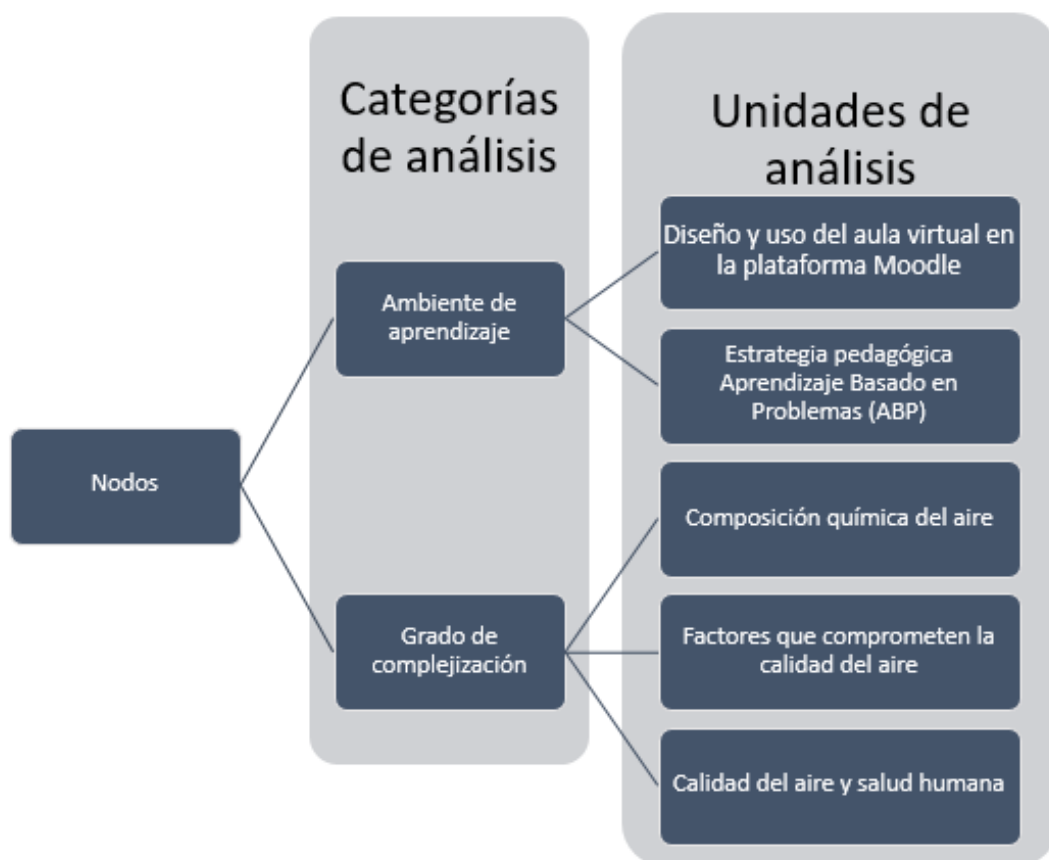 Categorías
de análisis
Unidades de
análisis
Diseño y uso del aula virtual en
la plataforma Moodle
Ambiente de
aprendizaje
Estrategia pedagógica
Aprendizaje Basado en
Problemas (ABP)
Nodos
Composición química del aire
Grado de
complejización
Factores que comprometen la
calidad del aire
Calidad del aire y salud humana